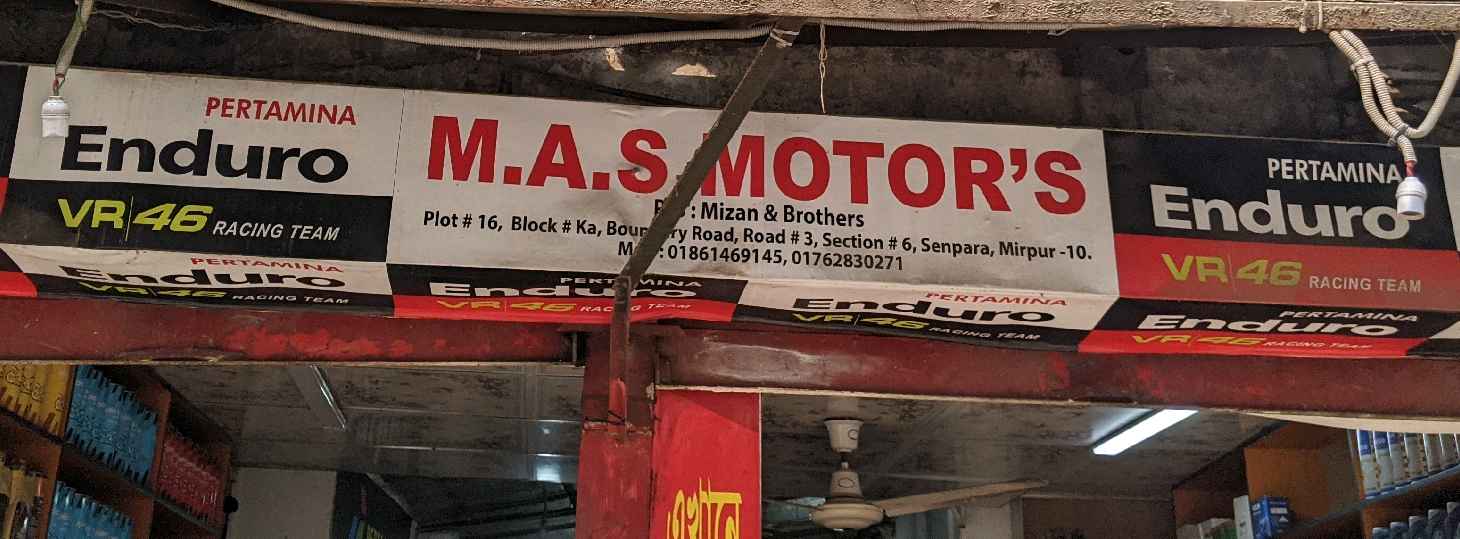 PERTAMINA
Enduro
VR|46 RACING TEAM
M.A.S MOTOR'S
: Mizan & Brothers
Plot # 16, Block # Ka, Road, Road # 3, Section # 6, Senpara, Mirpur -10.
: 01861469145, 01762830271
PERTAMINA
Enduro
VR|46 RACING TEAM
PERTAMINA
Enduro
VR|46 RACING TEAM
PERTAMINA
Enduro
VR|46 RACING TEAM
PERTAMINA
Enduro
VR|46 RACING TEAM
PERTAMINA
Enduro
VR|46 RACING TEAM
এখানে